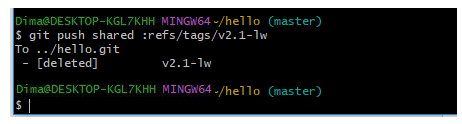 Dima@DESKTOP-KGL7KHH MINGW64 ~/hello (master)
$ git push shared :refs/tags/v2.1-lw
To ../hello.git
 - [deleted]         v2.1-lw
Dima@DESKTOP-KGL7KHH MINGW64 ~/hello (master)
$